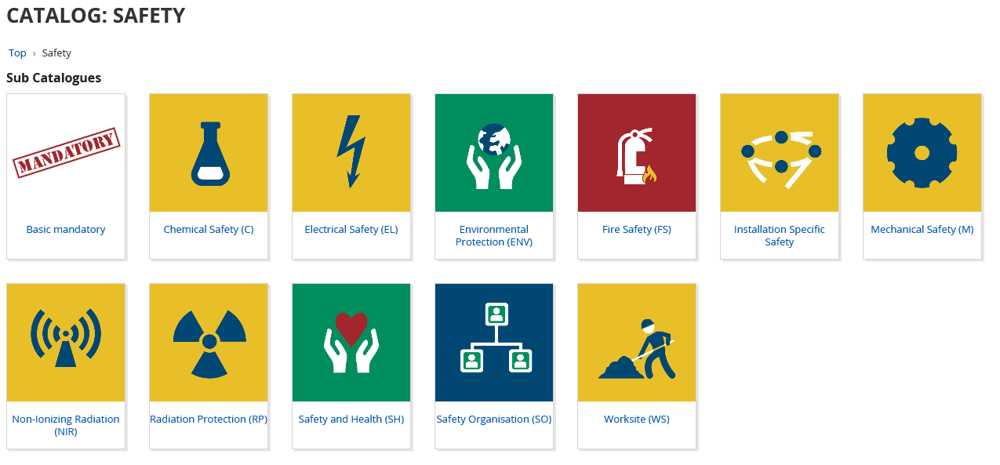 CATALOG: SAFETY
Top › Safety
Sub Catalogues
MANDATORY
Basic mandatory
Chemical Safety (C)
Electrical Safety (EL)
Environmental
Protection (ENV)
Fire Safety (FS)
Installation Specific
Safety
Mechanical Safety (M)
Non-Ionizing Radiation
(NIR)
Radiation Protection (RP)
Safety and Health (SH)
Safety Organisation (SO)
Worksite (WS)